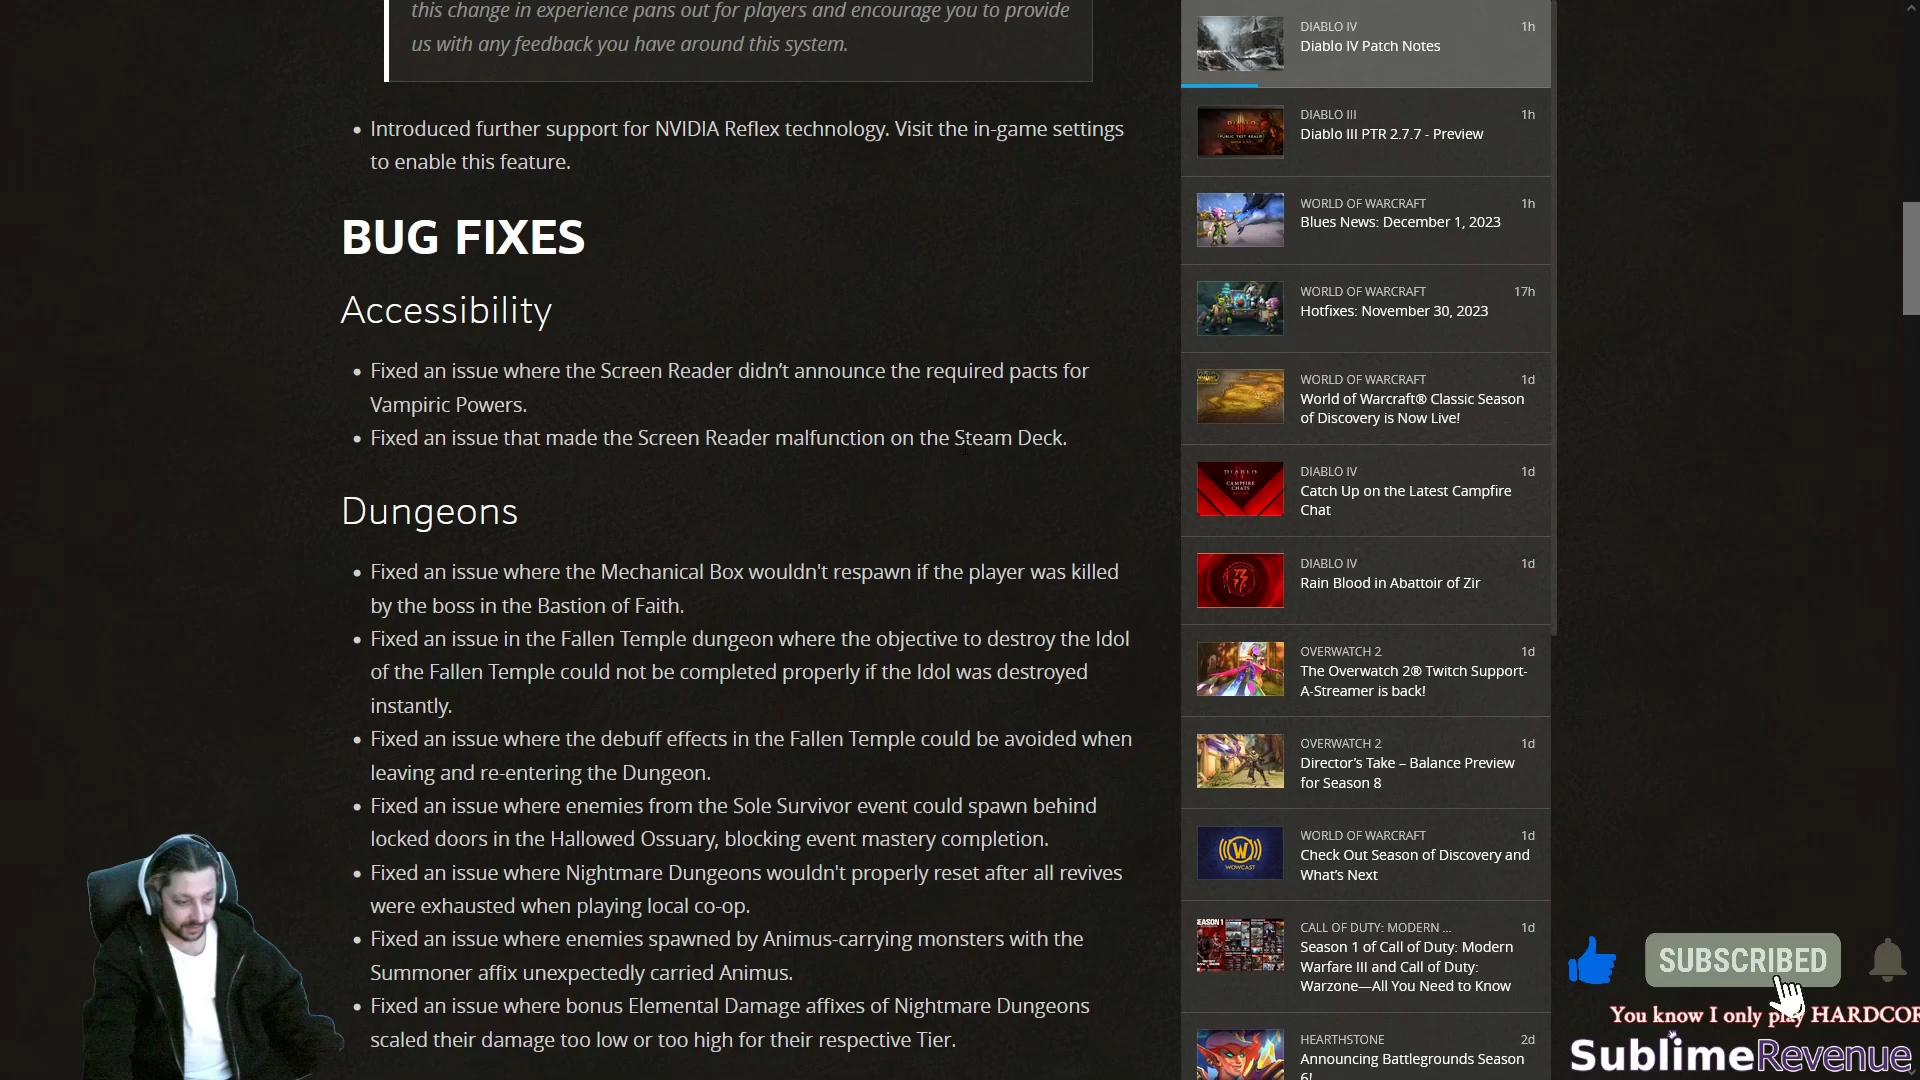 this change in experience pans out for players and encourage you to provide
us with any feedback you have around this system.
Introduced further support for NVIDIA Reflex technology. Visit the in-game settings
to enable this feature.
BUG FIXES
Accessibility
Fixed an issue where the Screen Reader didn’t announce the required pacts for
Vampiric Powers.
Fixed an issue that made the Screen Reader malfunction on the Steam Deck.
Dungeons
Fixed an issue where the Mechanical Box wouldn't respawn if the player was killed
by the boss in the Bastion of Faith.
Fixed an issue in the Fallen Temple dungeon where the objective to destroy the Idol
of the Fallen Temple could not be completed properly if the Idol was destroyed
instantly.
Fixed an issue where the debuff effects in the Fallen Temple could be avoided when
leaving and re-entering the Dungeon.
Fixed an issue where enemies from the Sole Survivor event could spawn behind
locked doors in the Hallowed Ossuary, blocking event mastery completion.
Fixed an issue where Nightmare Dungeons wouldn't properly reset after all revives
were exhausted when playing local co-op.
Fixed an issue where enemies spawned by Animus-carrying monsters with the
Summoner affix unexpectedly carried Animus.
Fixed an issue where bonus Elemental Damage affixes of Nightmare Dungeons
scaled their damage too low or too high for their respective Tier.
DIABLO IV 1h
Diablo IV Patch Notes
DIABLO III 1h
Diablo III PTR 2.7.7 - Preview
WORLD OF WARCRAFT 1h
Blues News: December 1, 2023
WORLD OF WARCRAFT 17h
Hotfixes: November 30, 2023
WORLD OF WARCRAFT 1d
World of Warcraft® Classic Season
of Discovery is Now Live!
DIABLO IV 1d
Catch Up on the Latest Campfire
Chat
DIABLO IV 1d
Rain Blood in Abattoir of Zir
OVERWATCH 2 1d
The Overwatch 2® Twitch Support-
A-Streamer is back!
OVERWATCH 2 1d
Director’s Take – Balance Preview
for Season 8
WORLD OF WARCRAFT 1d
Check Out Season of Discovery and
What’s Next
WOWCAST
CALL OF DUTY: MODERN ... 1d
Season 1 of Call of Duty: Modern
Warfare III and Call of Duty:
Warzone—All You Need to Know
HEARTHSTONE 2d
Announcing Battlegrounds Season
6!
SUBSCRIBED
You know I only play HARDCOR
SublimeRevenue